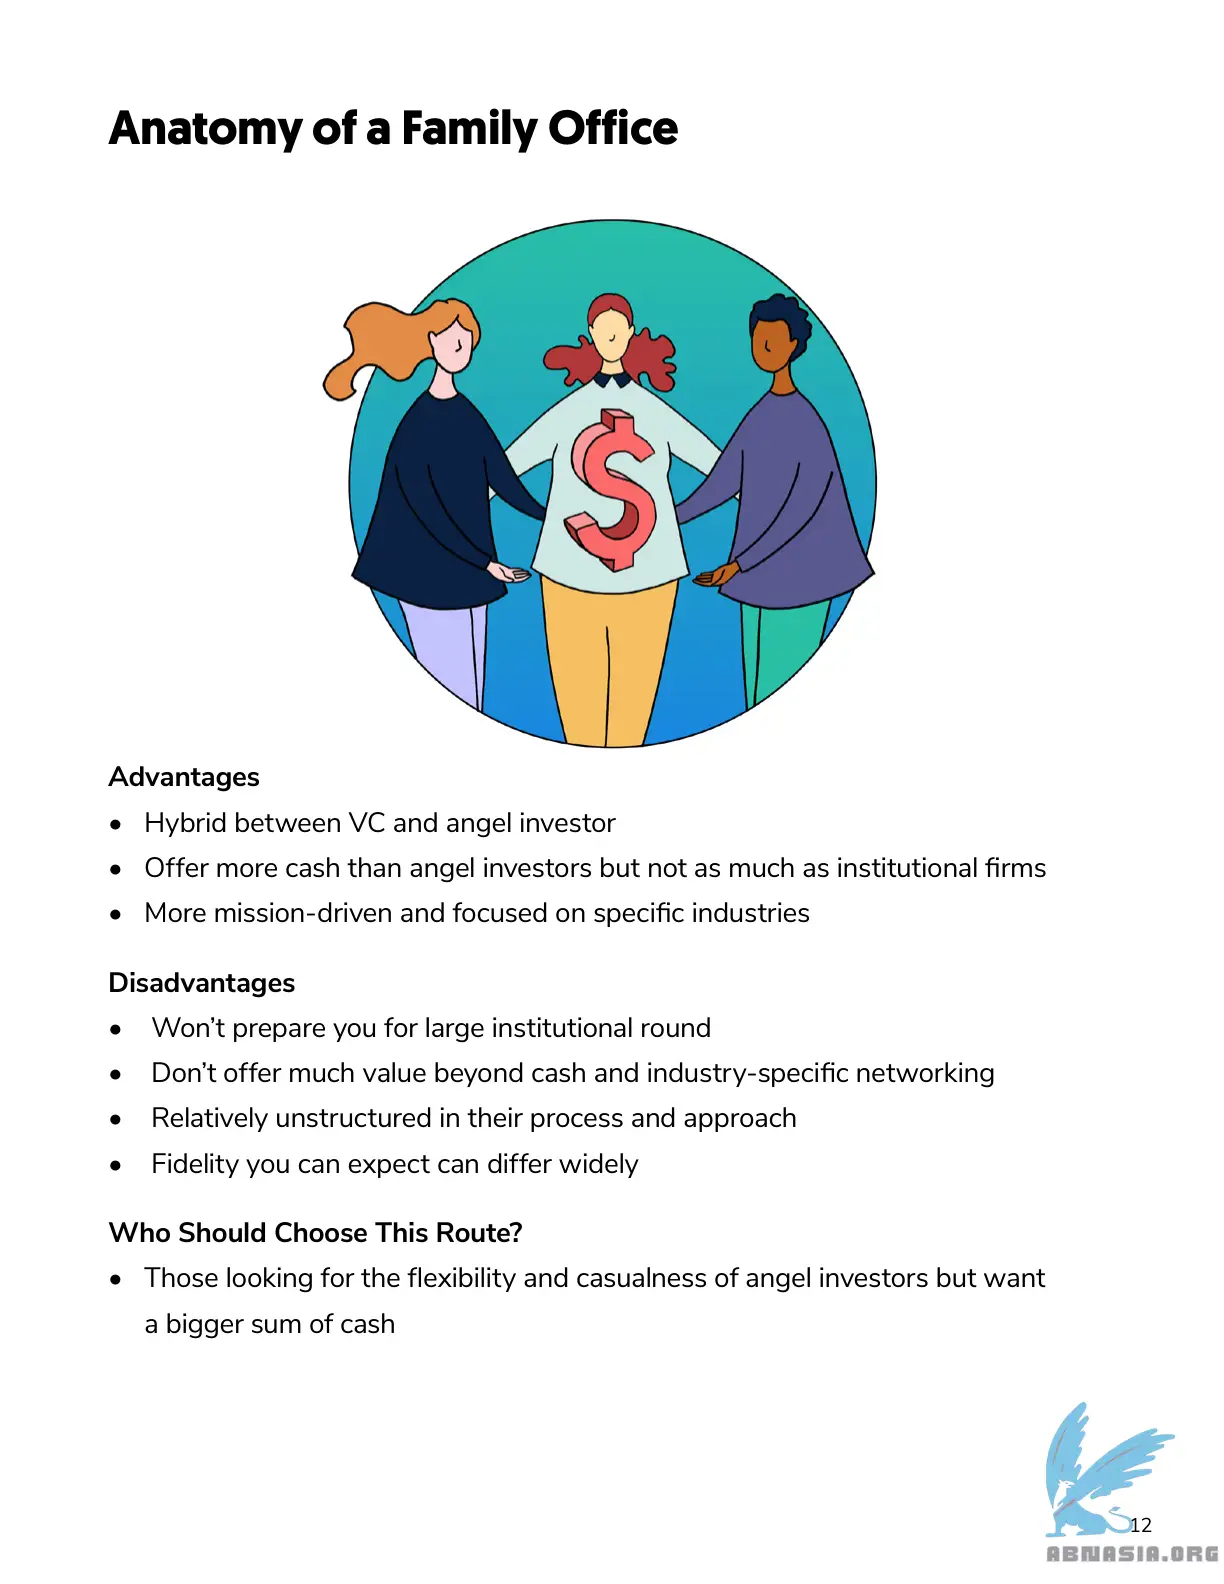 Anatomy of a Family Office
Advantages
• Hybrid between VC and angel investor
• Offer more cash than angel investors but not as much as institutional firms
• More mission-driven and focused on specific industries
Disadvantages
• Won’t prepare you for large institutional round
• Don’t offer much value beyond cash and industry-specific networking
• Relatively unstructured in their process and approach
• Fidelity you can expect can differ widely
Who Should Choose This Route?
• Those looking for the flexibility and casualness of angel investors but want
a bigger sum of cash
12
ABNASIA.ORG